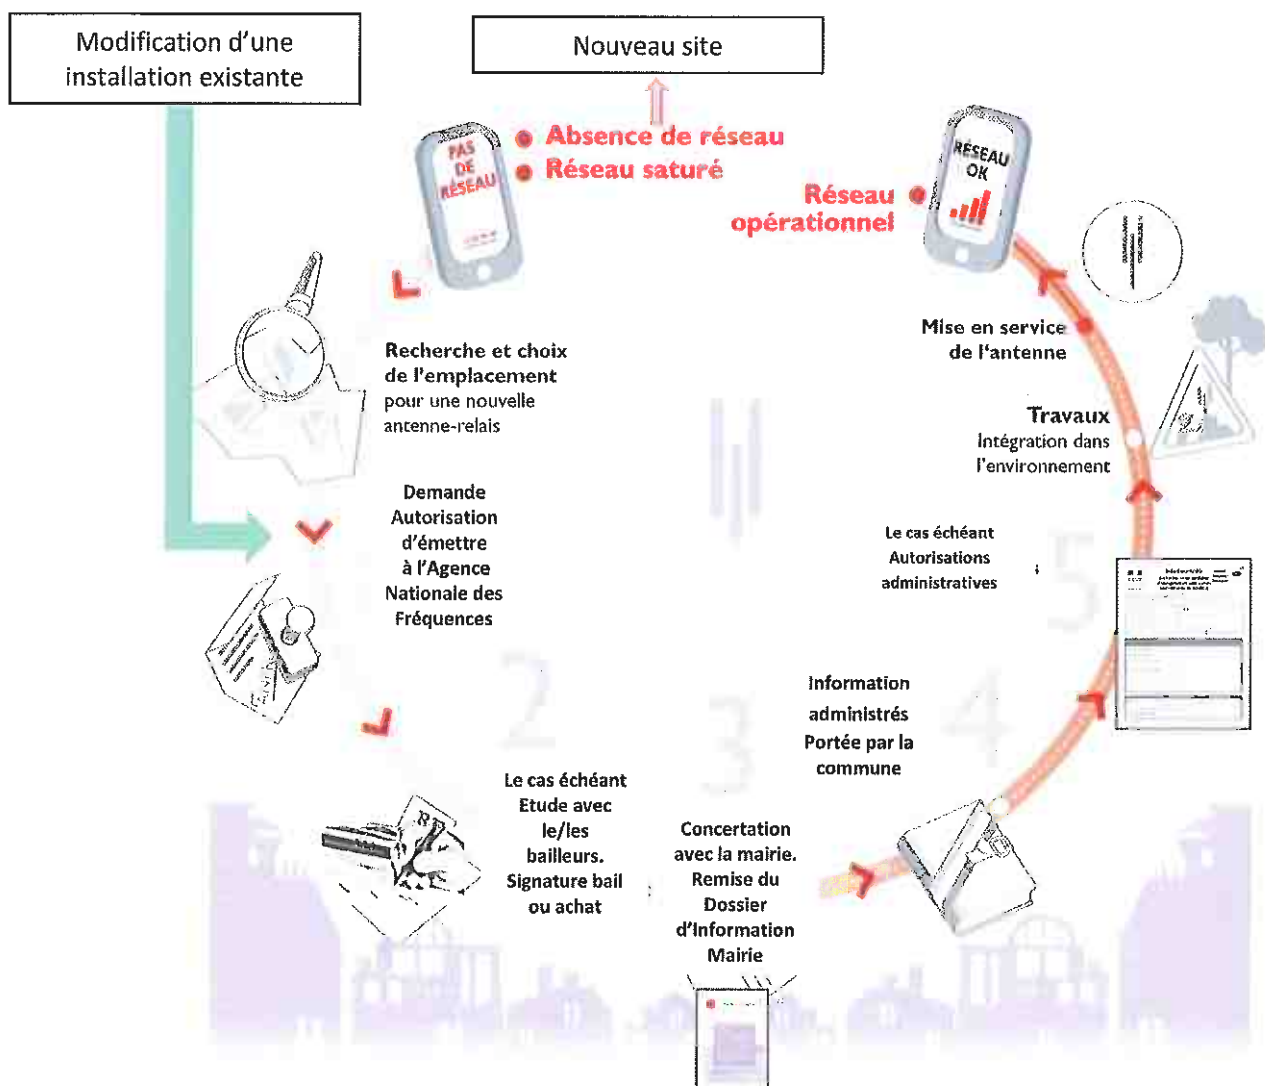 Modification d'une
installation existante
Nouveau site
PAS
DE
RÉSEAU
Absence de réseau
Réseau saturé
RÉSEAU
OK
Réseau
opérationnel
Recherche et choix
de l'emplacement
pour une nouvelle
antenne-relais
Demande
Autorisation
d'émettre
à l'Agence
Nationale des
Fréquences
2
Le cas échéant
Etude avec
le/les
bailleurs.
Signature bail
ou achat
3
Concertation
avec la mairie.
Remise du
Dossier
d'Information
Mairie
4
Information
administrés
Portée par la
commune
5
Le cas échéant
Autorisations
administratives
Travaux
Intégration dans
l'environnement
Mise en service
de l'antenne